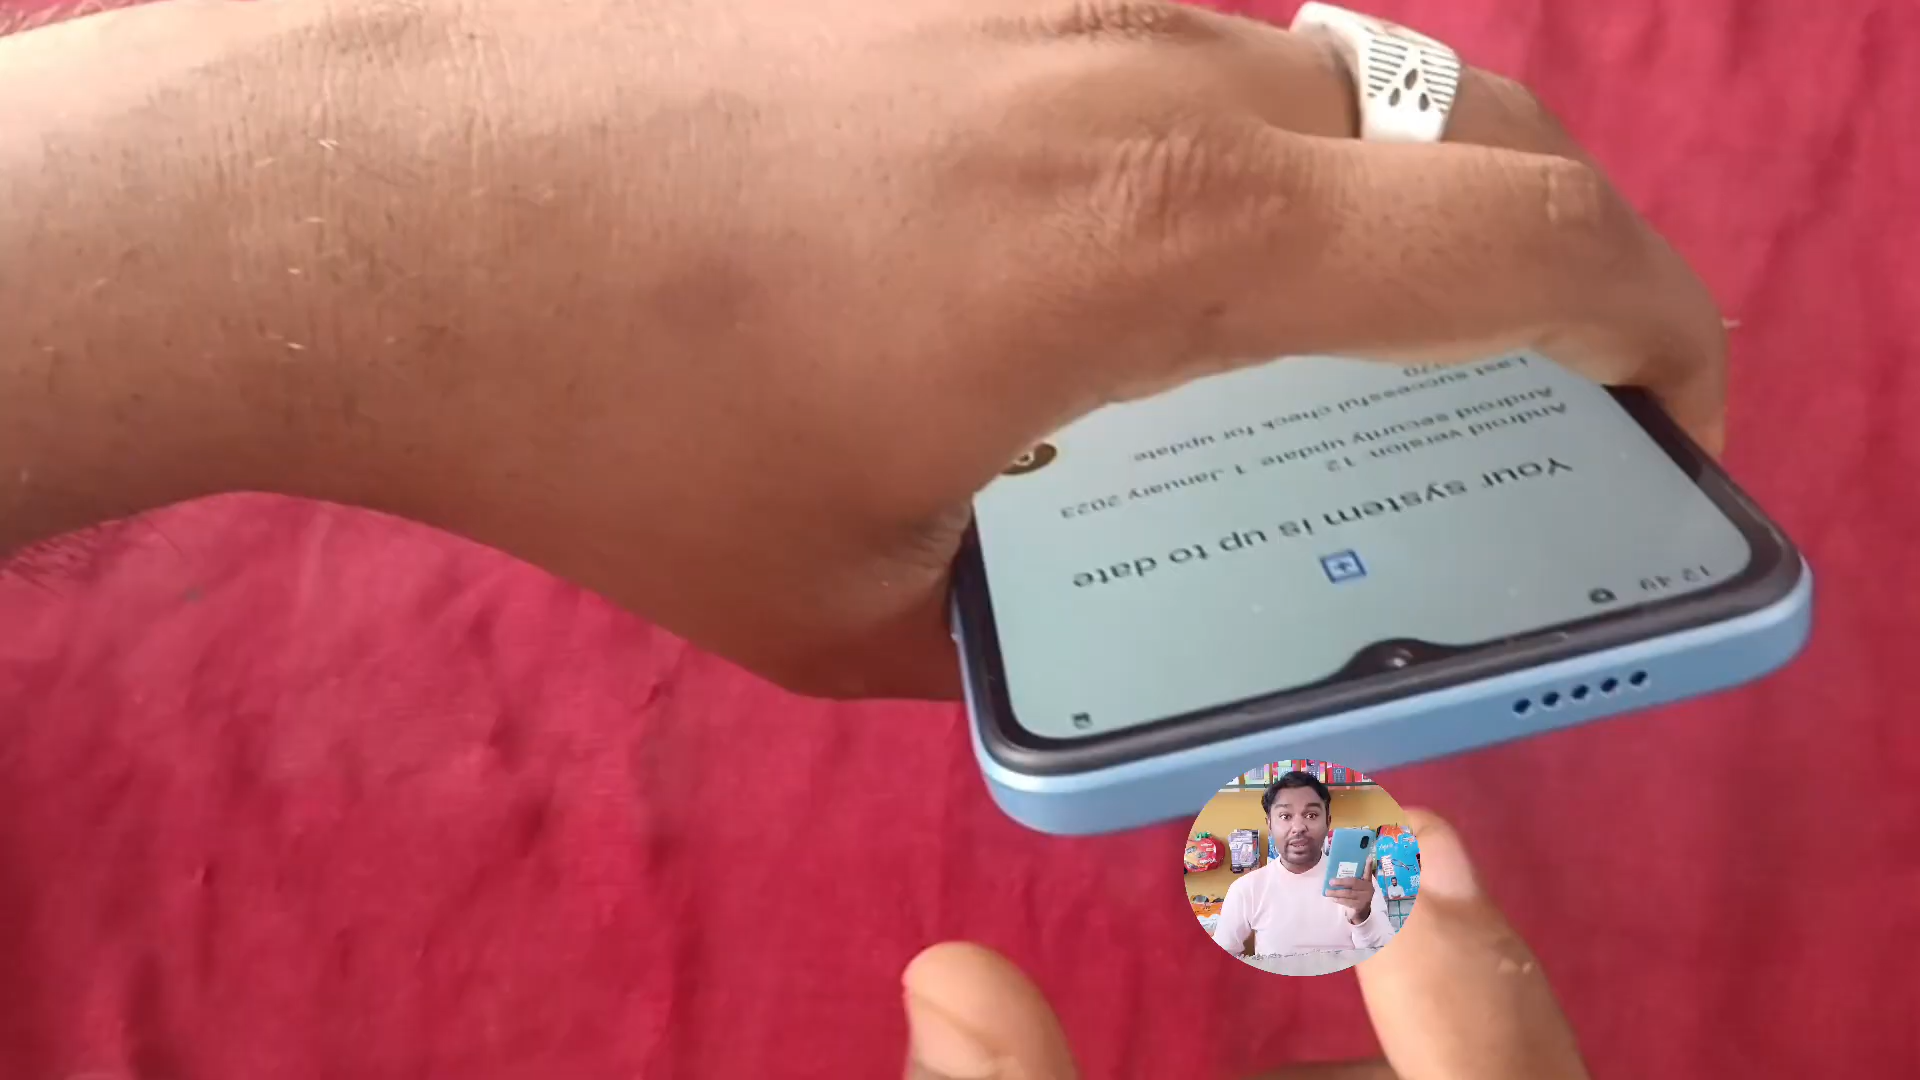 12:49
Your system is up to date
Android version: 12
Android security update: 1 January 2023
Last successful check for update